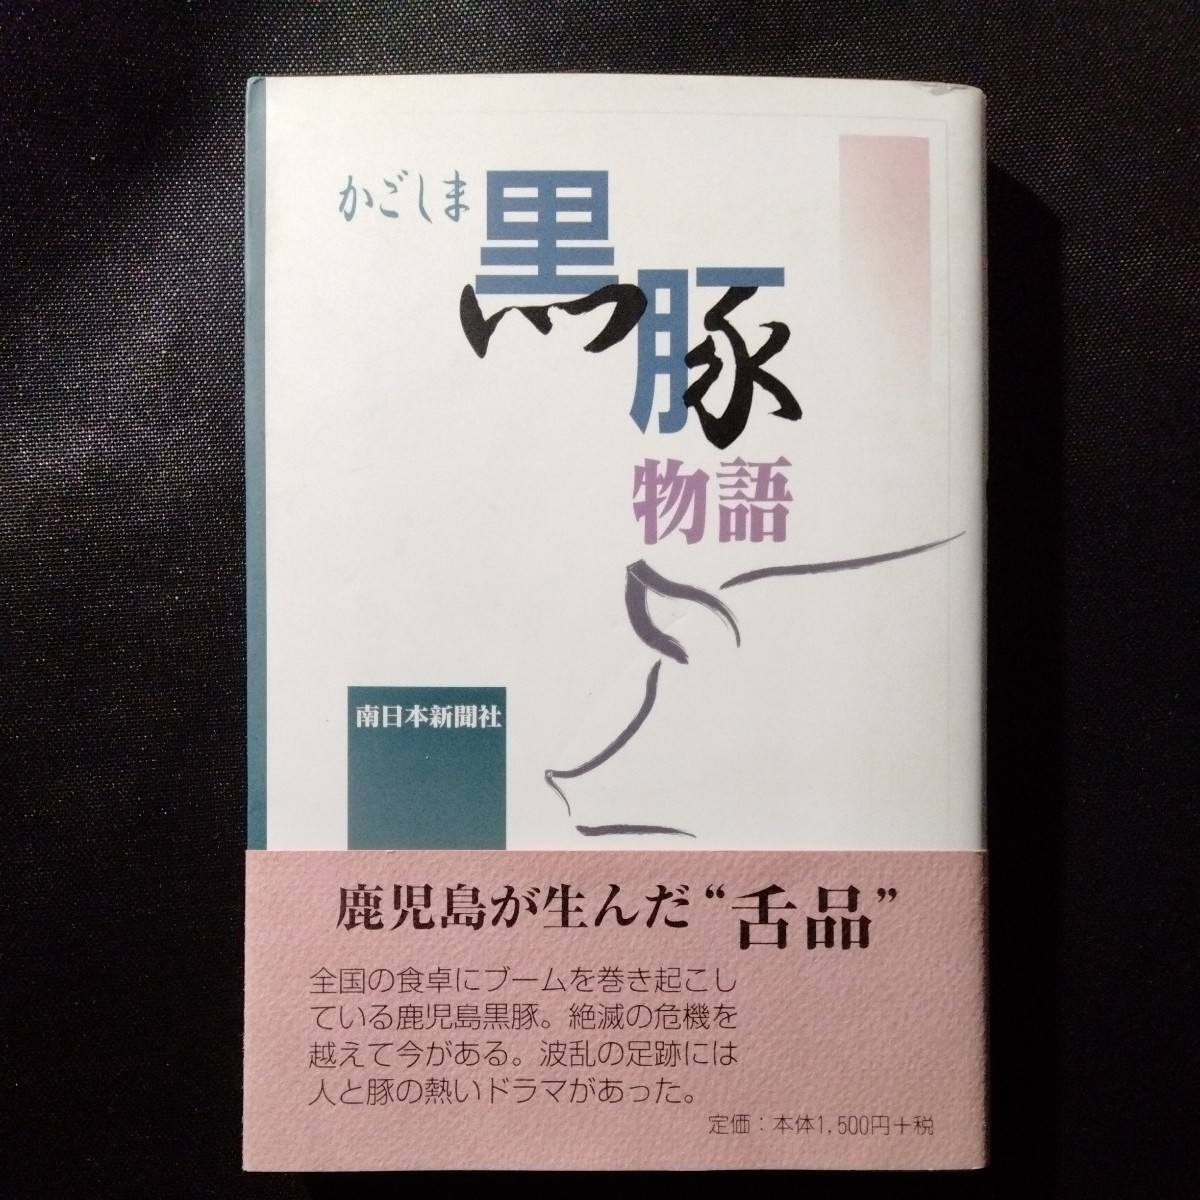 かごしま
黒豚
物語
南日本新聞社
鹿児島が生んだ“舌品”
全国の食卓にブームを巻き起こし
ている鹿児島黒豚。絶滅の危機を
越えて今がある。波乱の足跡には
人と豚の熱いドラマがあった。
定価：本体1,500円＋税